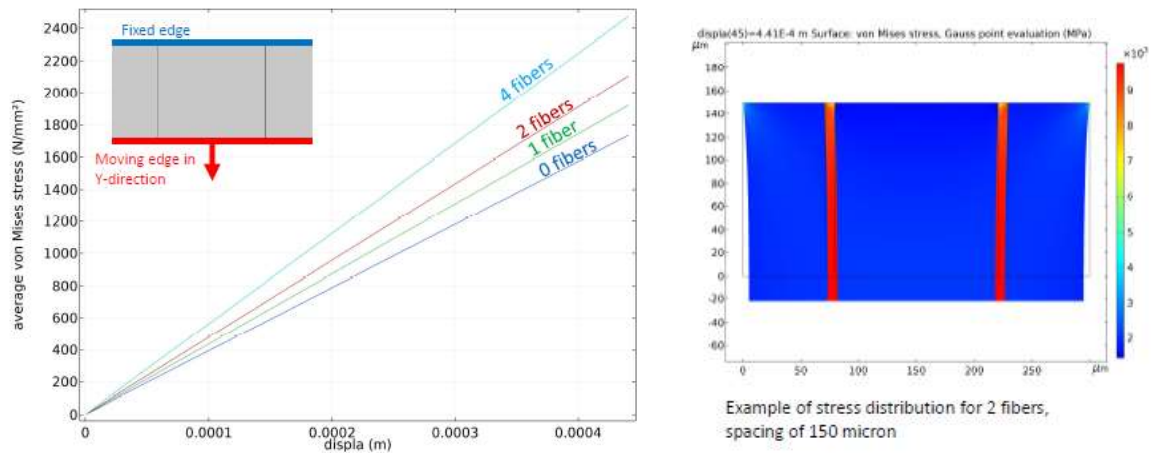 2400
2200
2000
1800
1600
1400
1200
1000
800
600
400
200
0
average von Mises stress (N/mm²)
Fixed edge
Moving edge in
Y-direction
4 fibers
2 fibers
1 fiber
0 fibers
0 0.0001 0.0002 0.0003 0.0004
displa (m)
displa(45)=4.41E-4 m Surface: von Mises stress, Gauss point evaluation (MPa)
μm
180
160
140
120
100
80
60
40
20
0
-20
-40
-60
0 50 100 150 200 250 μm
×10³
9
8
7
6
5
4
3
2
Example of stress distribution for 2 fibers,
spacing of 150 micron